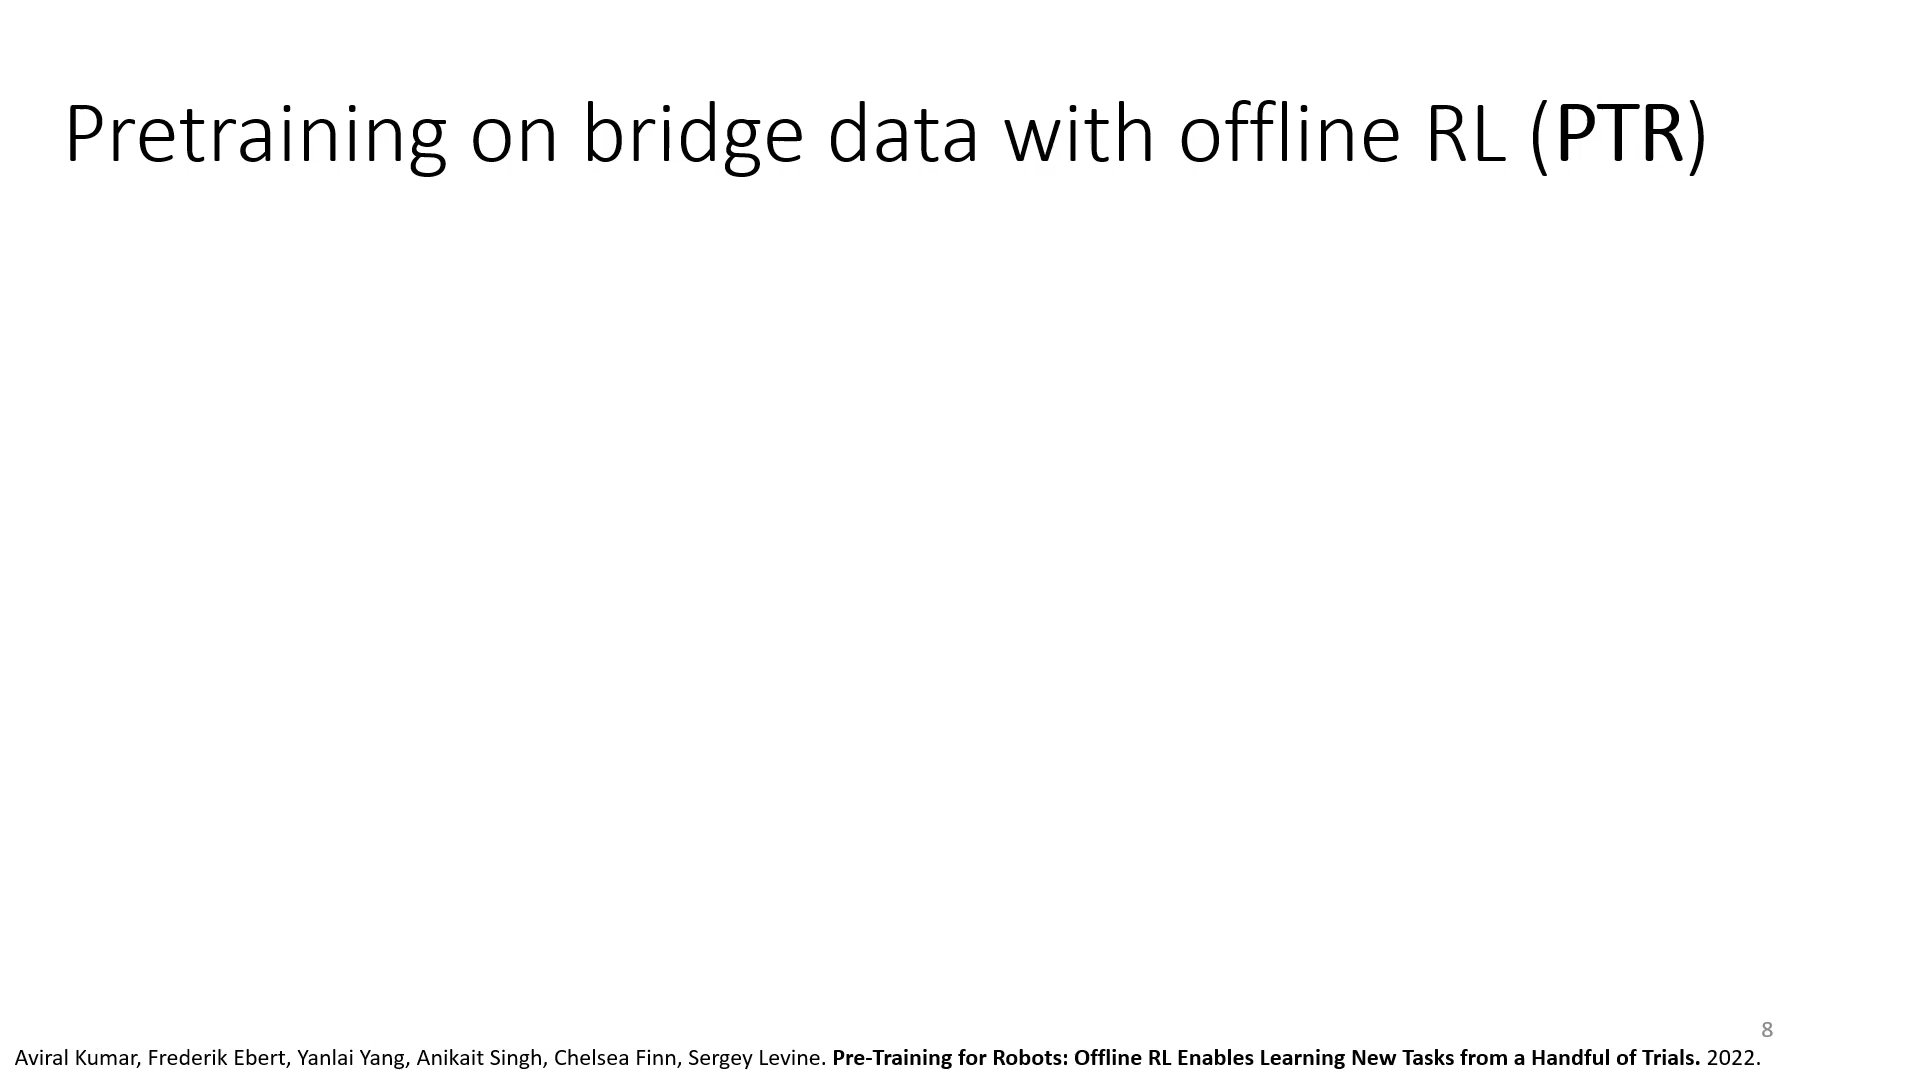 Pretraining on bridge data with offline RL (PTR)
8
Aviral Kumar, Frederik Ebert, Yanlai Yang, Anikait Singh, Chelsea Finn, Sergey Levine. Pre-Training for Robots: Offline RL Enables Learning New Tasks from a Handful of Trials. 2022.